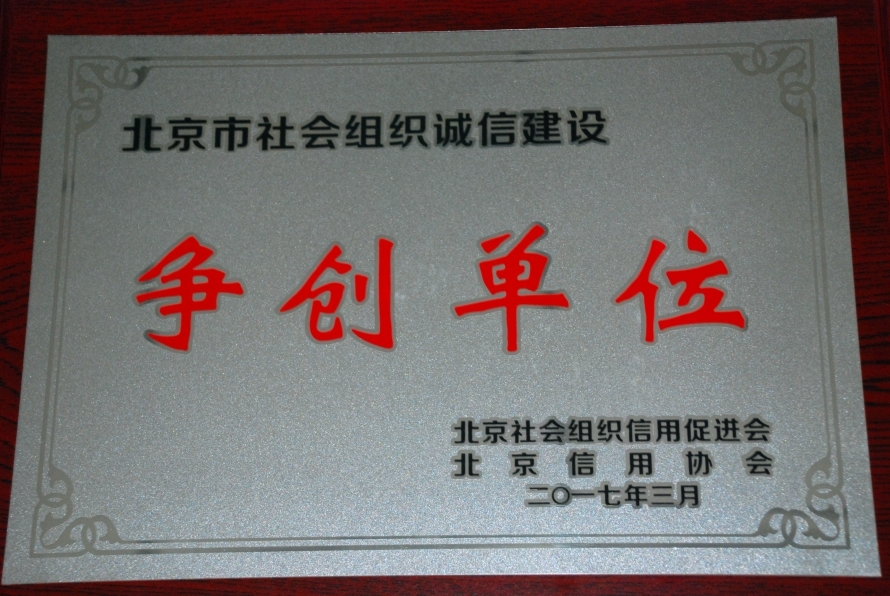 北京市社会组织诚信建设
争创单位
北京社会组织信用促进会
北京信用协会
二〇一七年三月